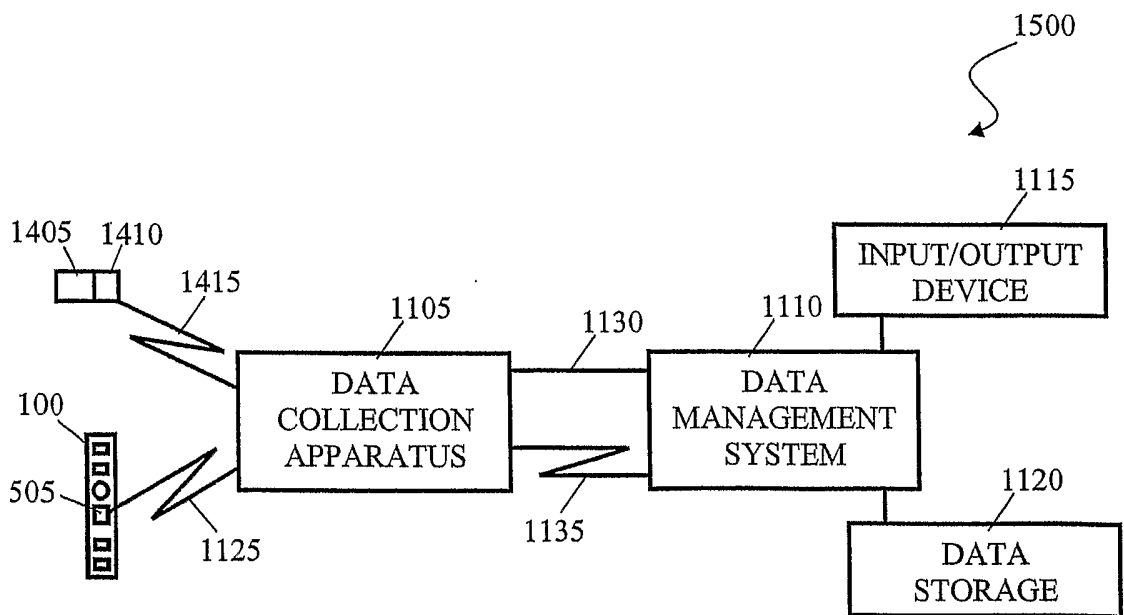 1500
1115
INPUT/OUTPUT
DEVICE
1405 1410
1415
1105
1130
1110
DATA
COLLECTION
APPARATUS
DATA
MANAGEMENT
SYSTEM
100
505
1125
1135
1120
DATA
STORAGE